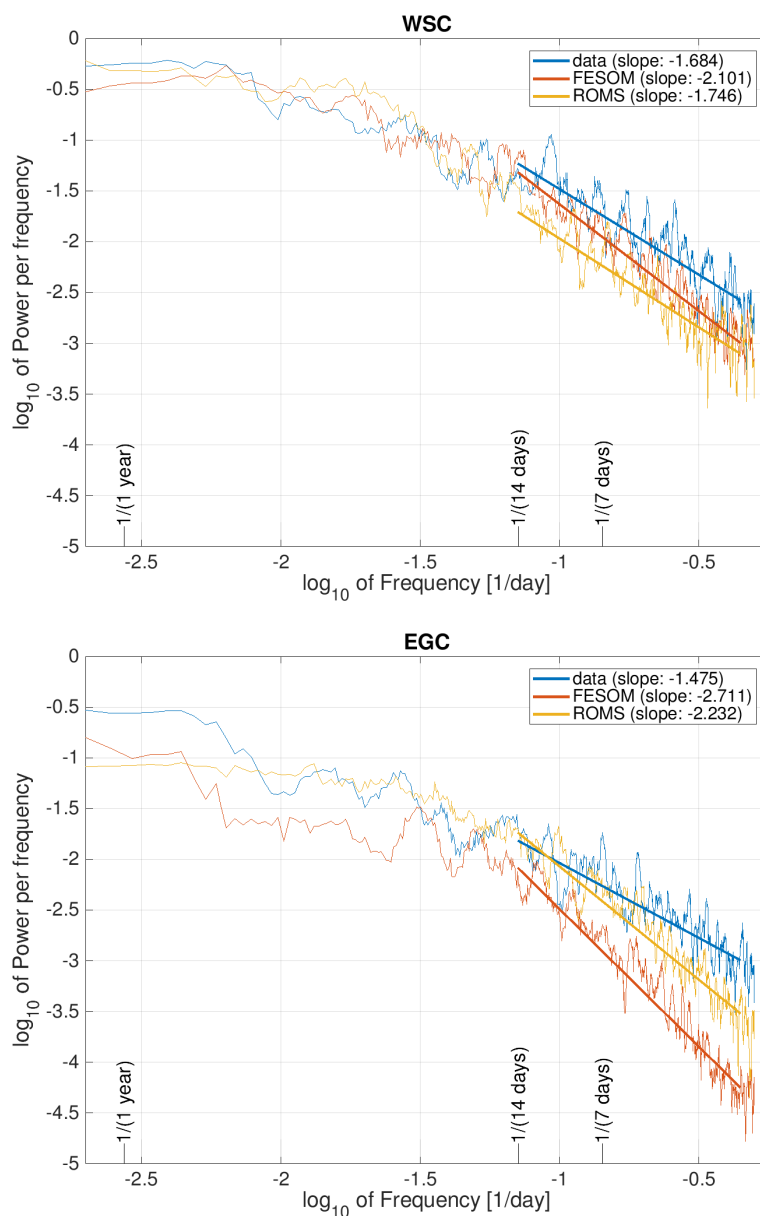 WSC
data (slope: -1.684)
FESOM (slope: -2.101)
ROMS (slope: -1.746)
0
-0.5
-1
-1.5
-2
-2.5
-3
-3.5
-4
-4.5
-5
log10 of Power per frequency
1/(1 year)
1/(14 days)
1/(7 days)
-2.5 -2 -1.5 -1 -0.5
log10 of Frequency [1/day]
EGC
data (slope: -1.475)
FESOM (slope: -2.711)
ROMS (slope: -2.232)
0
-0.5
-1
-1.5
-2
-2.5
-3
-3.5
-4
-4.5
-5
log10 of Power per frequency
1/(1 year)
1/(14 days)
1/(7 days)
-2.5 -2 -1.5 -1 -0.5
log10 of Frequency [1/day]